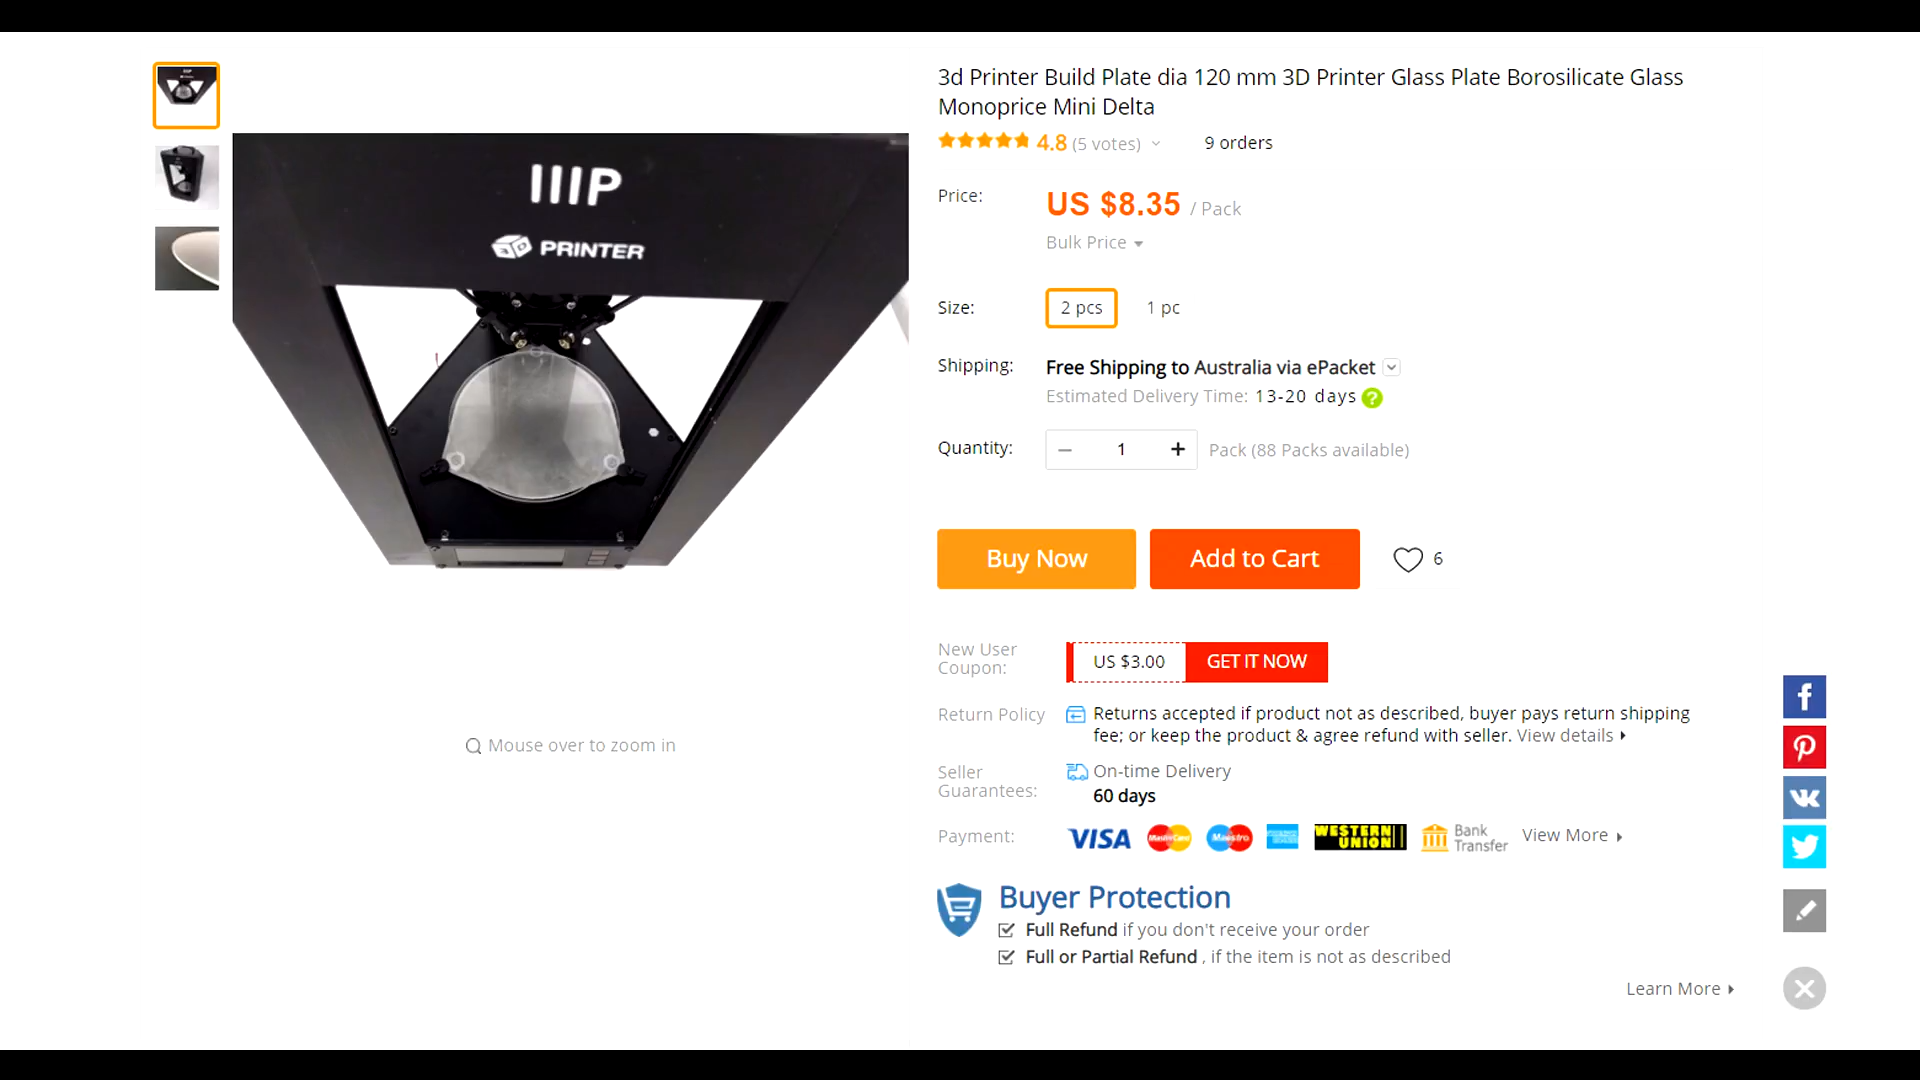 3d Printer Build Plate dia 120 mm 3D Printer Glass Plate Borosilicate Glass
Monoprice Mini Delta
4.8 (5 votes) 9 orders
Price: US $8.35 / Pack
Bulk Price
Size: 2 pcs 1 pc
Shipping: Free Shipping to Australia via ePacket
Estimated Delivery Time: 13-20 days ?
Quantity: − 1 + Pack (88 Packs available)
Buy Now Add to Cart 6
New User
Coupon: US $3.00 GET IT NOW
Return Policy Returns accepted if product not as described, buyer pays return shipping
fee; or keep the product & agree refund with seller. View details
Seller
Guarantees: On-time Delivery
60 days
Payment: VISA MasterCard Maestro WESTERN UNION Bank Transfer View More
Buyer Protection
Full Refund if you don't receive your order
Full or Partial Refund , if the item is not as described
Learn More
IIIP
3D PRINTER
Mouse over to zoom in